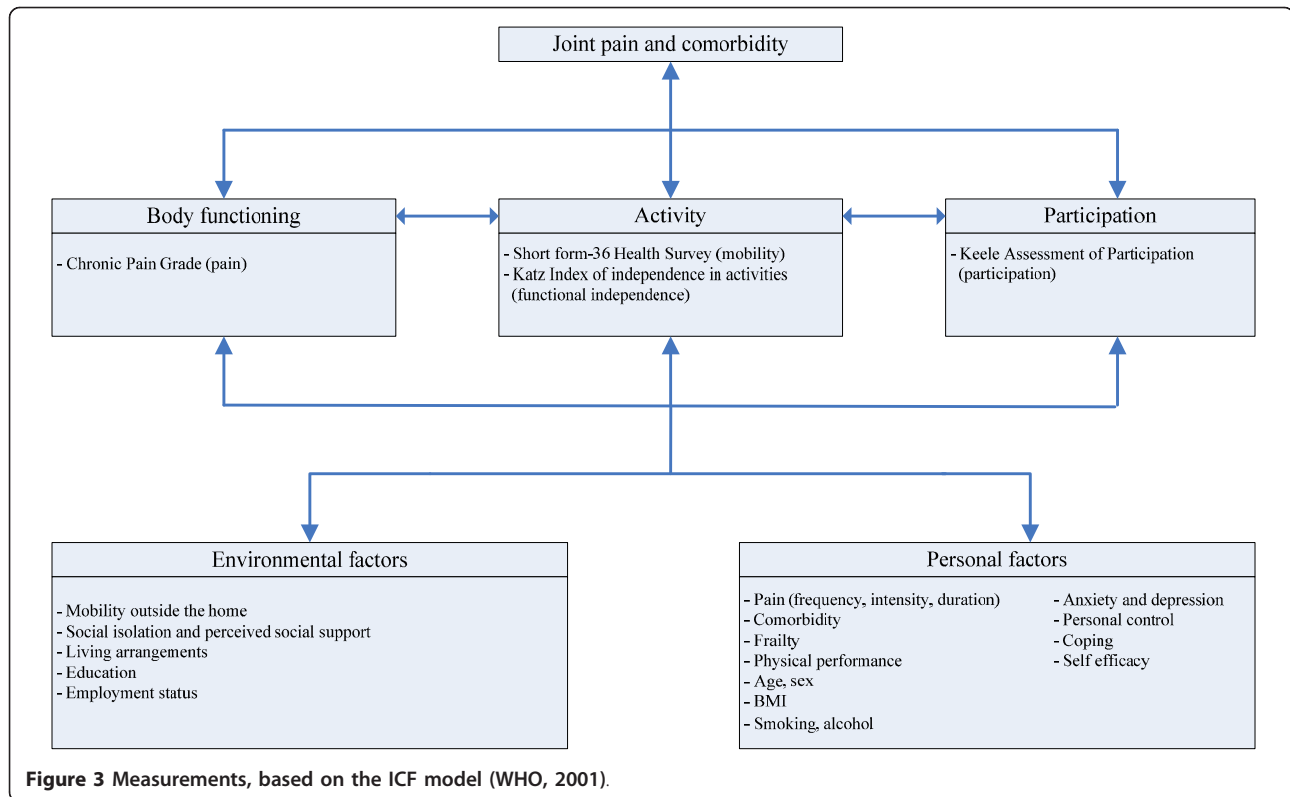 Joint pain and comorbidity
Body functioning
- Chronic Pain Grade (pain)
Activity
- Short form-36 Health Survey (mobility)
- Katz Index of independence in activities
(functional independence)
Participation
- Keele Assessment of Participation
(participation)
Environmental factors
- Mobility outside the home
- Social isolation and perceived social support
- Living arrangements
- Education
- Employment status
Personal factors
- Pain (frequency, intensity, duration)
- Comorbidity
- Frailty
- Physical performance
- Age, sex
- BMI
- Smoking, alcohol
- Anxiety and depression
- Personal control
- Coping
- Self efficacy
Figure 3 Measurements, based on the ICF model (WHO, 2001).